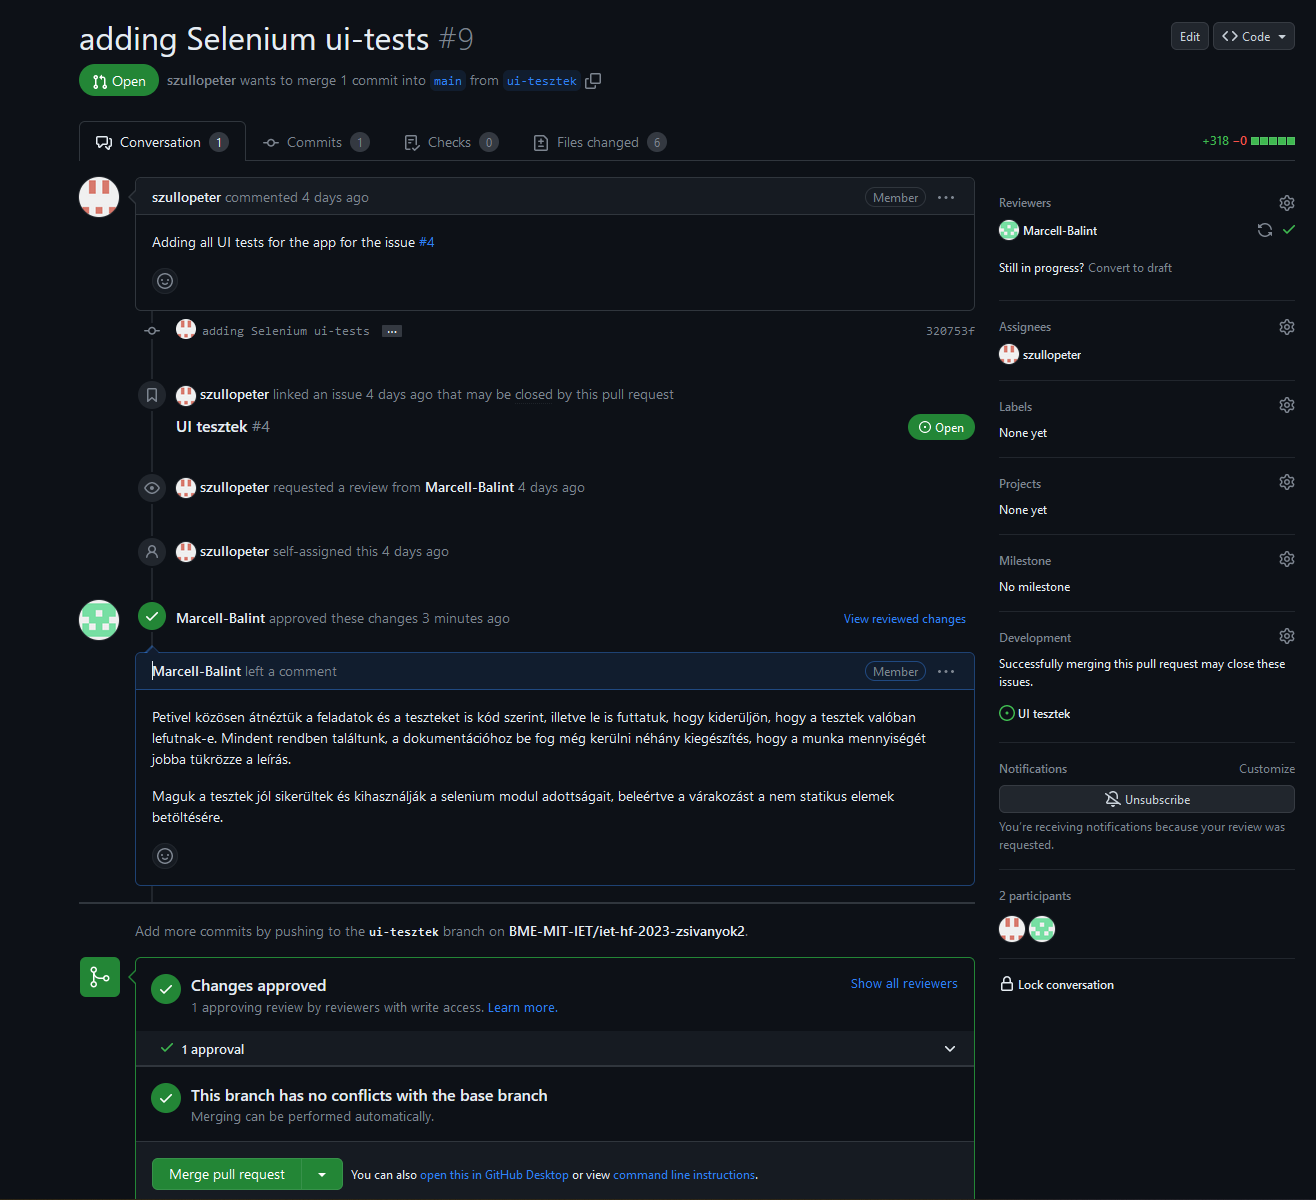 adding Selenium ui-tests #9
Edit
Code
Open
szullopeter wants to merge 1 commit into main from ui-tesztek
Conversation 1
Commits 1
Checks 0
Files changed 6
+318 −0
szullopeter commented 4 days ago
Member
Adding all UI tests for the app for the issue #4
adding Selenium ui-tests ...
320753f
szullopeter linked an issue 4 days ago that may be closed by this pull request
UI tesztek #4
Open
szullopeter requested a review from Marcell-Balint 4 days ago
szullopeter self-assigned this 4 days ago
Marcell-Balint approved these changes 3 minutes ago
View reviewed changes
Marcell-Balint left a comment
Member
Petivel közösen átnéztük a feladatok és a teszteket is kód szerint, illetve le is futtatuk, hogy kiderüljön, hogy a tesztek valóban
lefutnak-e. Mindent rendben találtunk, a dokumentációhoz be fog még kerülni néhány kiegészítés, hogy a munka mennyiségét
jobba tükrözze a leírás.
Maguk a tesztek jól sikerültek és kihasználják a selenium modul adottságait, beleértve a várakozást a nem statikus elemek
betöltésére.
Add more commits by pushing to the ui-tesztek branch on BME-MIT-IET/iet-hf-2023-zsivanyok2.
Changes approved
Show all reviewers
1 approving review by reviewers with write access. Learn more.
1 approval
This branch has no conflicts with the base branch
Merging can be performed automatically.
Merge pull request
You can also open this in GitHub Desktop or view command line instructions.
Reviewers
Marcell-Balint
Still in progress? Convert to draft
Assignees
szullopeter
Labels
None yet
Projects
None yet
Milestone
No milestone
Development
Successfully merging this pull request may close these
issues.
UI tesztek
Notifications
Customize
Unsubscribe
You're receiving notifications because your review was
requested.
2 participants
Lock conversation